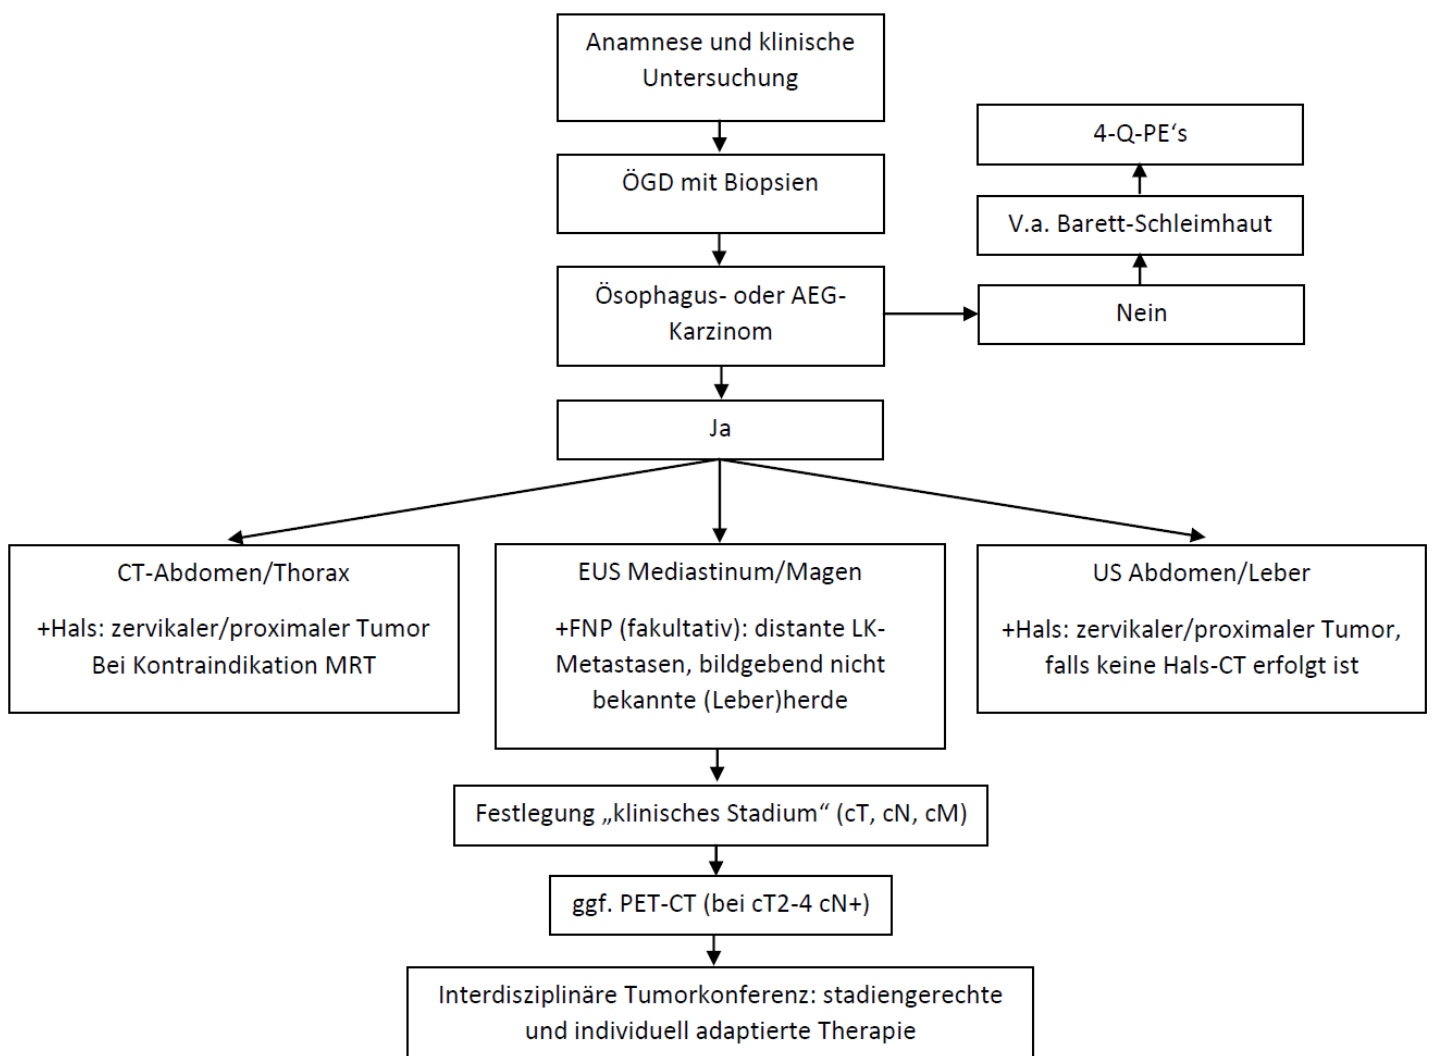 Anamnese und klinische
Untersuchung
4-Q-PE‘s
ÖGD mit Biopsien
V.a. Barett-Schleimhaut
Ösophagus- oder AEG-
Karzinom
Nein
Ja
CT-Abdomen/Thorax
+Hals: zervikaler/proximaler Tumor
Bei Kontraindikation MRT
EUS Mediastinum/Magen
+FNP (fakultativ): distante LK-
Metastasen, bildgebend nicht
bekannte (Leber)herde
US Abdomen/Leber
+Hals: zervikaler/proximaler Tumor,
falls keine Hals-CT erfolgt ist
Festlegung „klinisches Stadium“ (cT, cN, cM)
ggf. PET-CT (bei cT2-4 cN+)
Interdisziplinäre Tumorkonferenz: stadiengerechte
und individuell adaptierte Therapie